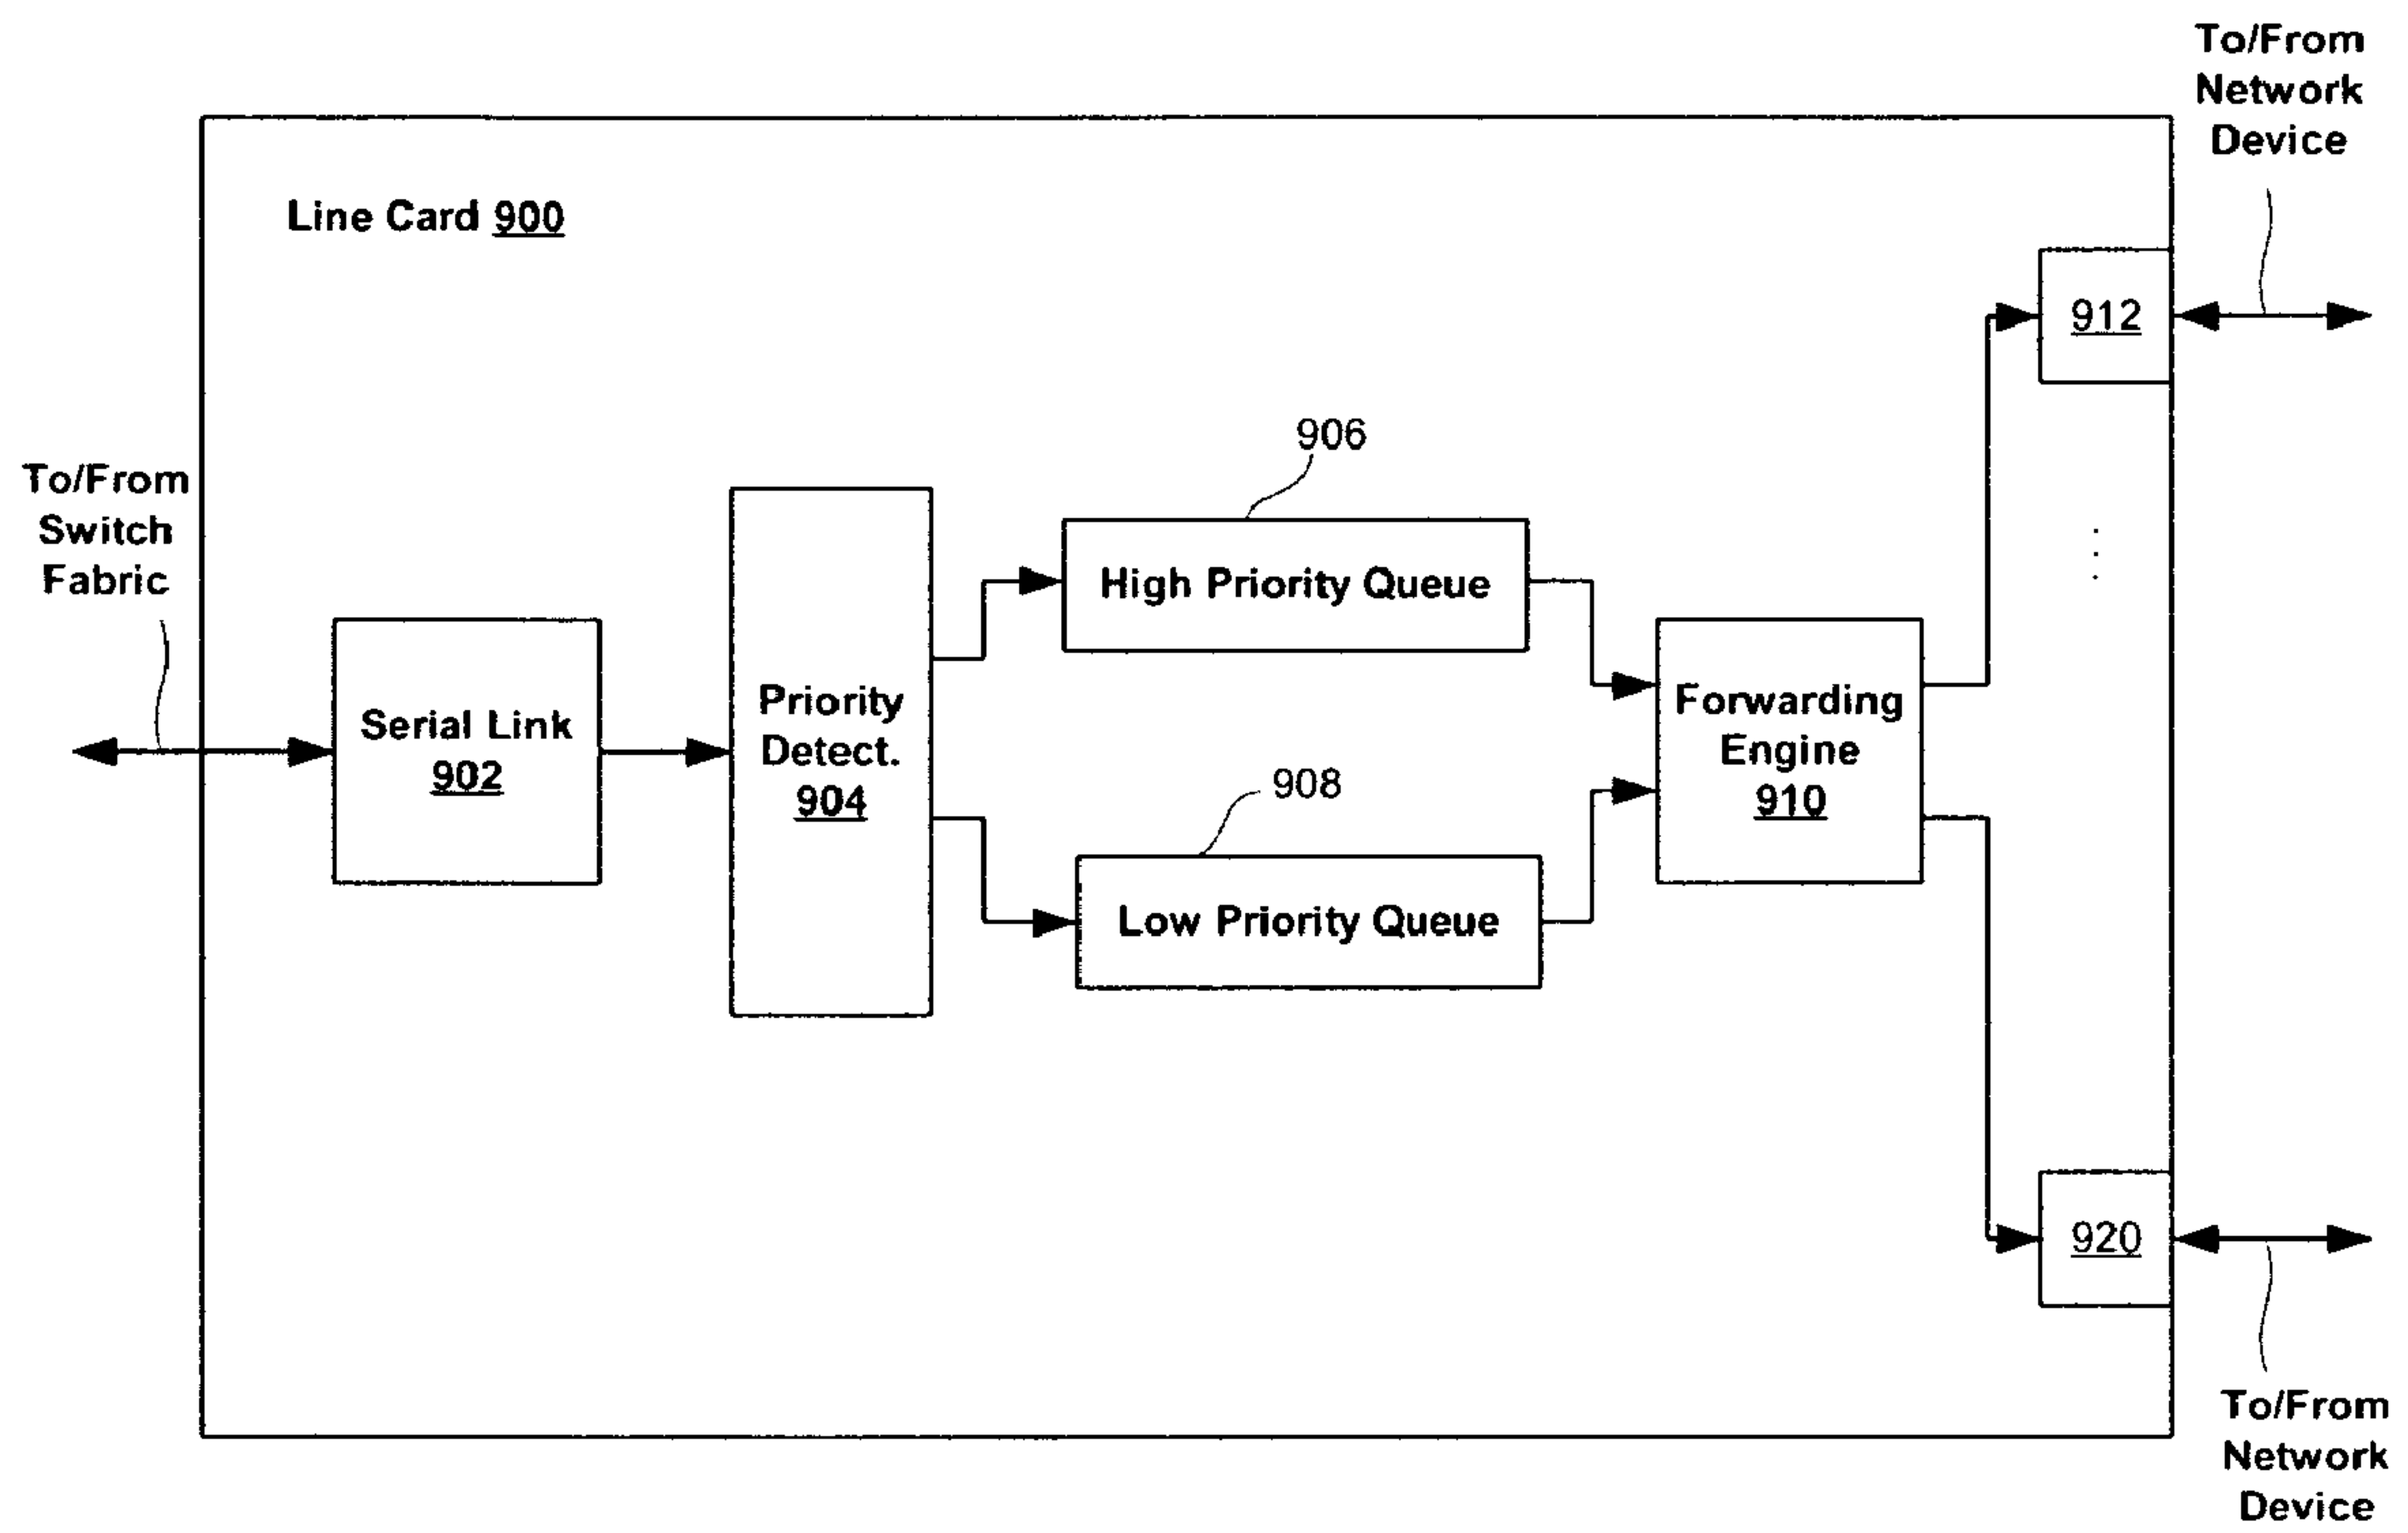 To/From
Network
Device
Line Card 900
912
906
To/From
Switch
Fabric
High Priority Queue
Serial Link
902
Priority
Detect.
904
Forwarding
Engine
910
908
Low Priority Queue
920
To/From
Network
Device